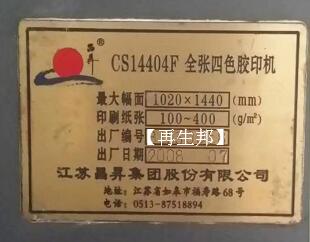 昌昇
CS14404F 全张四色胶印机
最大幅面 1020×1440 (mm)
印刷纸张 100~400 (g/m²)
出厂编号 【再生邦】
出厂日期 2008 07
江苏昌昇集团股份有限公司
地址：江苏省如皋市福寿路68号
电话：0513-87518894